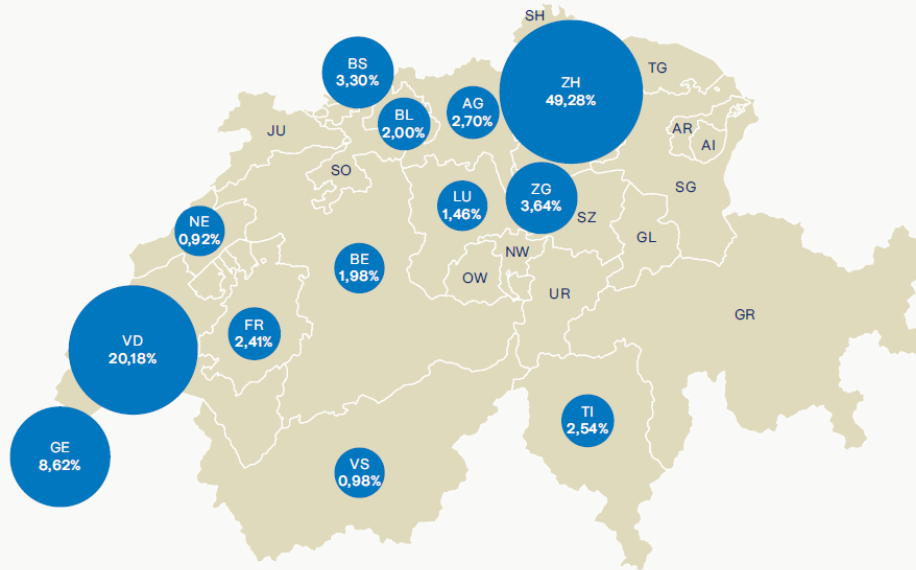 SH
BS
3,30%
ZH
49,28%
TG
BL
2,00%
AG
2,70%
JU
AR
AI
SO
LU
1,46%
ZG
3,64%
SG
SZ
NE
0,92%
GL
NW
BE
1,98%
OW
UR
GR
FR
2,41%
VD
20,18%
TI
2,54%
GE
8,62%
VS
0,98%